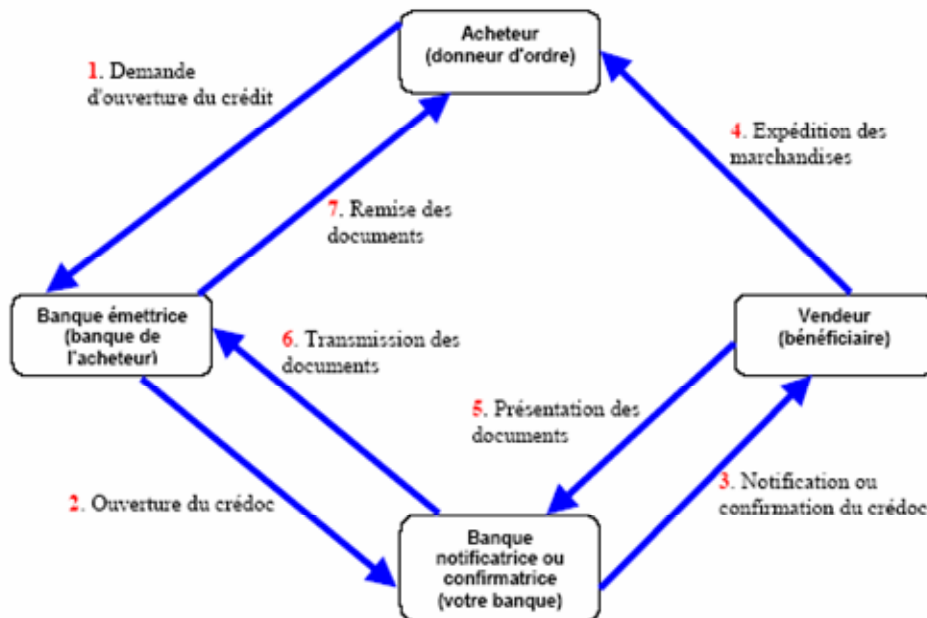 Acheteur
(donneur d'ordre)
1. Demande
d'ouverture du crédit
4. Expédition des
marchandises
7. Remise des
documents
Banque émettrice
(banque de
l'acheteur)
6. Transmission des
documents
Vendeur
(bénéficiaire)
5. Présentation des
documents
2. Ouverture du crédoc
3. Notification ou
confirmation du crédoc
Banque
notificatrice ou
confirmatrice
(votre banque)